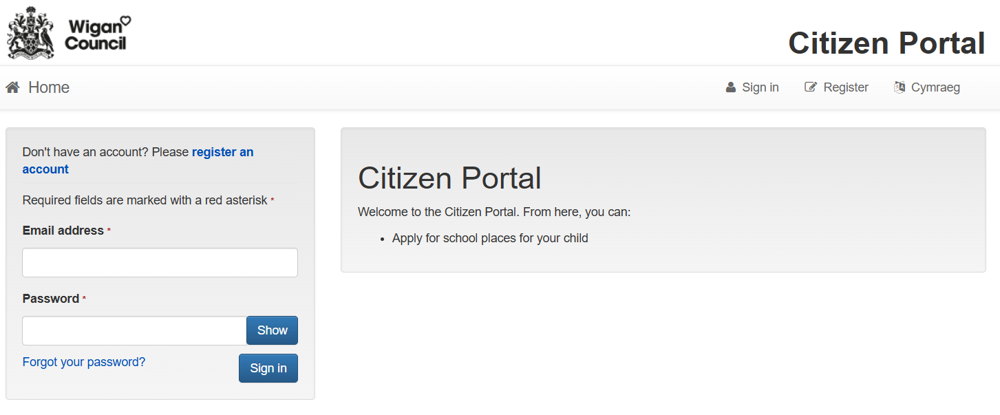 Wigan
Council
Citizen Portal
Home
Sign in
Register
Cymraeg
Don't have an account? Please register an
account
Required fields are marked with a red asterisk *
Email address *
Password *
Show
Forgot your password?
Sign in
Citizen Portal
Welcome to the Citizen Portal. From here, you can:
• Apply for school places for your child